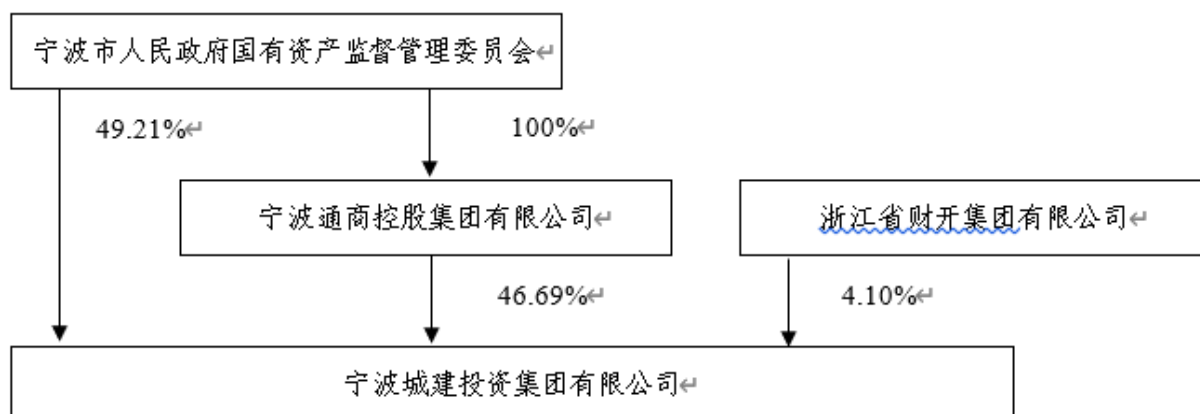 宁波市人民政府国有资产监督管理委员会↵
49.21%↵
100%↵
宁波通商控股集团有限公司↵
浙江省财开集团有限公司↵
46.69%↵
4.10%↵
宁波城建投资集团有限公司↵